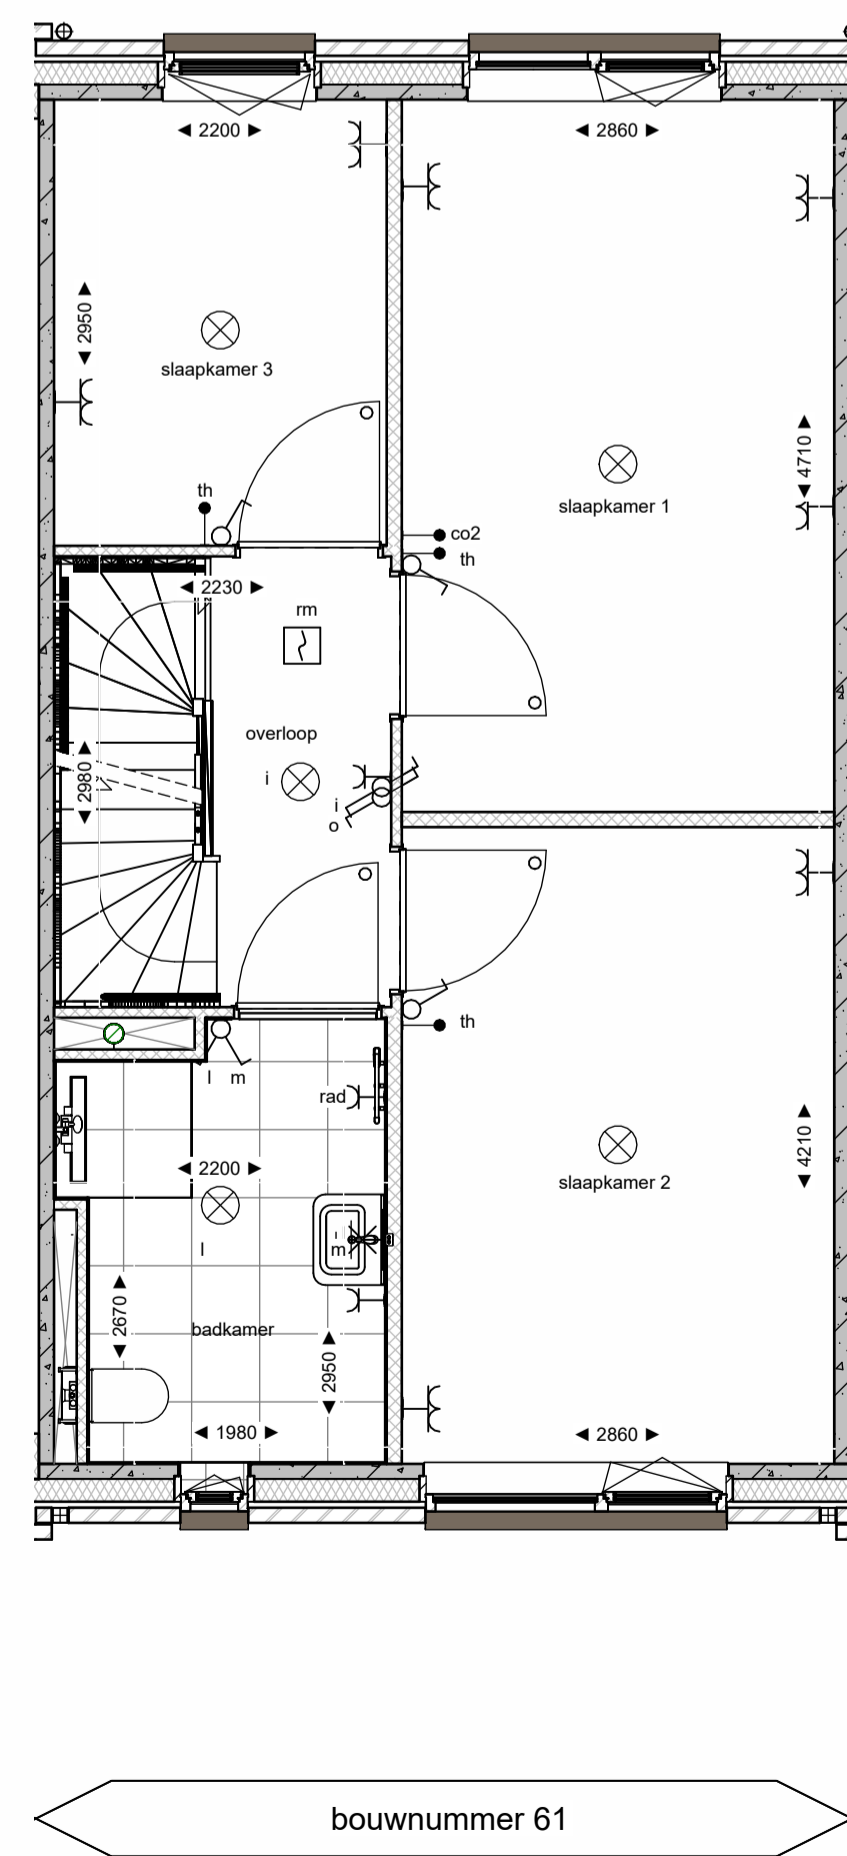 2200
2860
2950
slaapkamer 3
4710
slaapkamer 1
th
co2
th
2230
rm
overloop
i
2980
i
o
th
l m
rad
2200
4210
slaapkamer 2
l
m
2670
badkamer
2950
1980
2860
bouwnummer 61